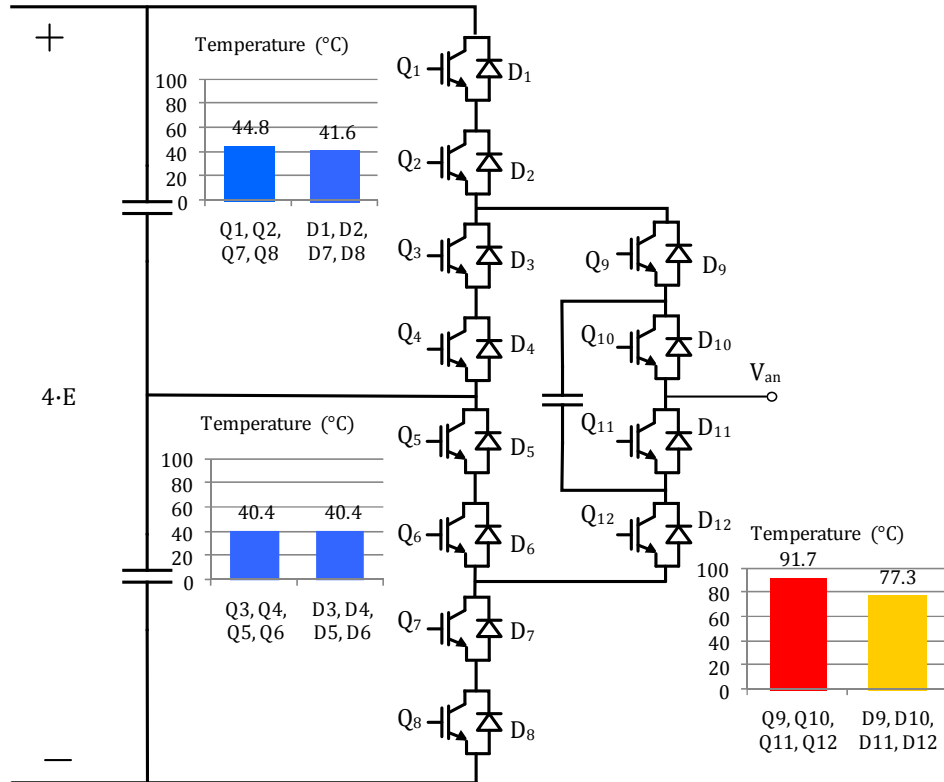 +
Temperature (°C)
100
80
60
40
20
0
44.8
41.6
Q1, Q2,
Q7, Q8
D1, D2,
D7, D8
Q1
D1
Q2
D2
Q3
D3
Q4
D4
Q9
D9
Q10
D10
Van
4·E
Temperature (°C)
100
80
60
40
20
0
40.4
40.4
Q3, Q4,
Q5, Q6
D3, D4,
D5, D6
Q5
D5
Q6
D6
Q11
D11
Q12
D12
Q7
D7
Q8
D8
Temperature (°C)
100
80
60
40
20
0
91.7
77.3
Q9, Q10,
Q11, Q12
D9, D10,
D11, D12
—